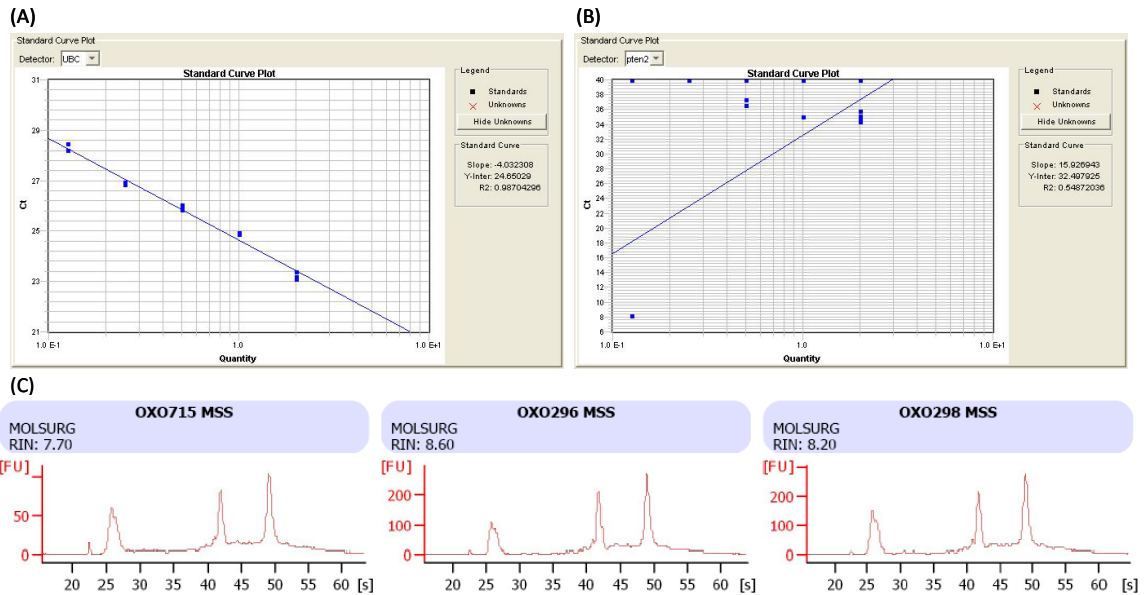 (A)
Standard Curve Plot
Detector: UBC
Standard Curve Plot
31
29
27
25
23
21
Ct
1.0 E-1
1.0
1.0 E+1
Quantity
Legend
Standards
Unknowns
Hide Unknowns
Standard Curve
Slope: -4.032308
Y-Inter: 24.65029
R2: 0.98704296
(B)
Standard Curve Plot
Detector: pten2
Standard Curve Plot
40
38
36
34
32
30
28
26
24
22
20
18
16
14
12
10
8
6
Ct
1.0 E-1
1.0
1.0 E+1
Quantity
Legend
Standards
Unknowns
Hide Unknowns
Standard Curve
Slope: 15.926943
Y-Inter: 32.497925
R2: 0.54872036
(C)
OXO715 MSS
MOLSURG
RIN: 7.70
[FU]
50
0
20 25 30 35 40 45 50 55 60 [s]
OXO296 MSS
MOLSURG
RIN: 8.60
[FU]
200
100
0
20 25 30 35 40 45 50 55 60 [s]
OXO298 MSS
MOLSURG
RIN: 8.20
[FU]
200
100
0
20 25 30 35 40 45 50 55 60 [s]